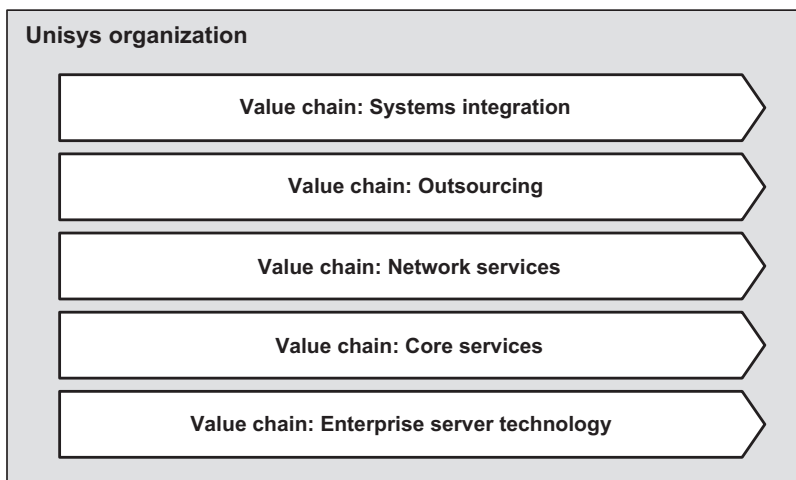 Unisys organization
Value chain: Systems integration
Value chain: Outsourcing
Value chain: Network services
Value chain: Core services
Value chain: Enterprise server technology